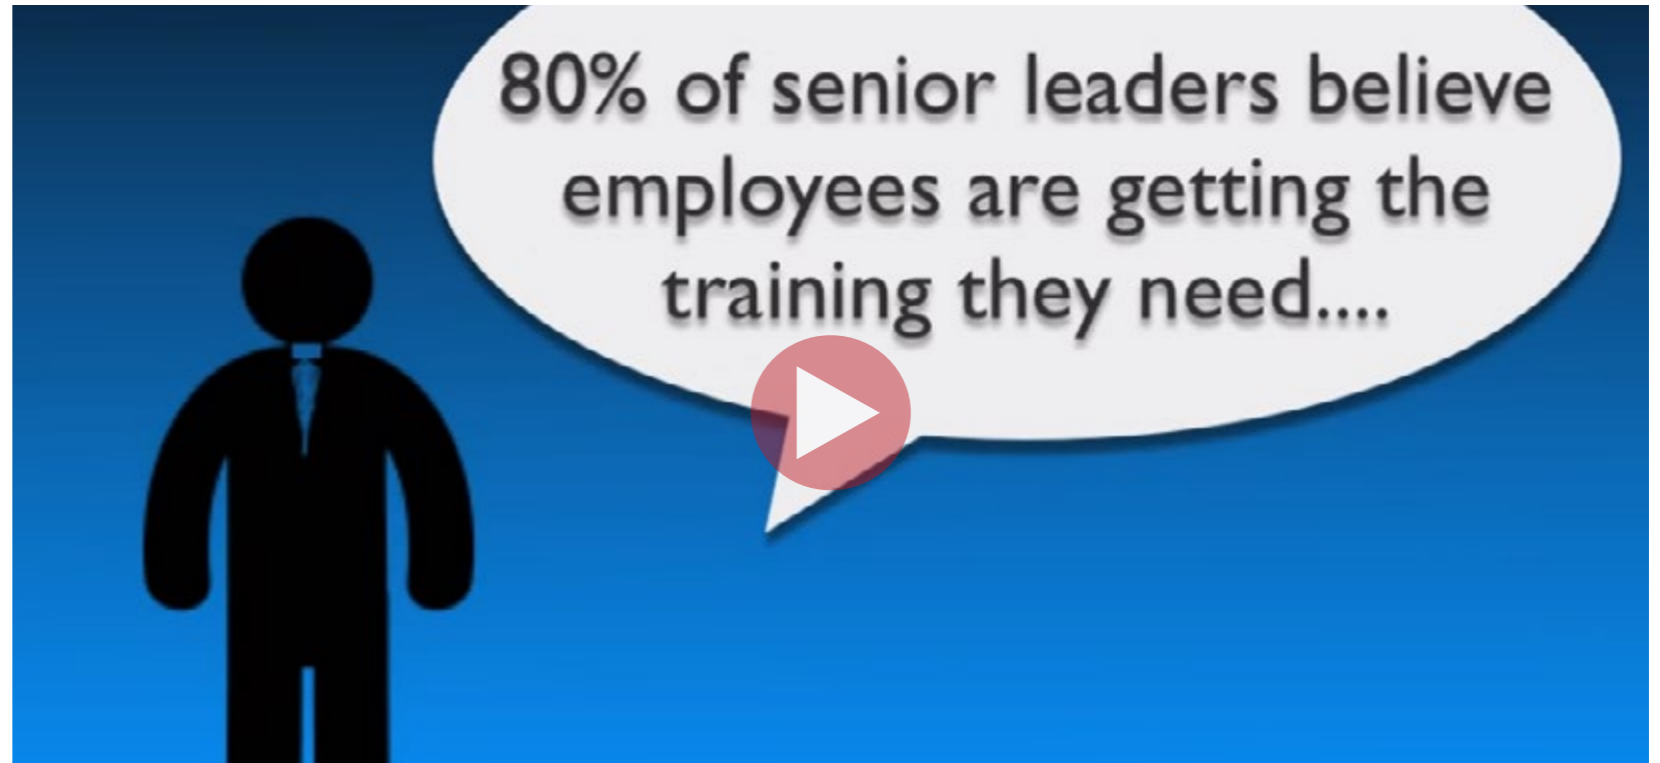 80% of senior leaders believe
employees are getting the
training they need....